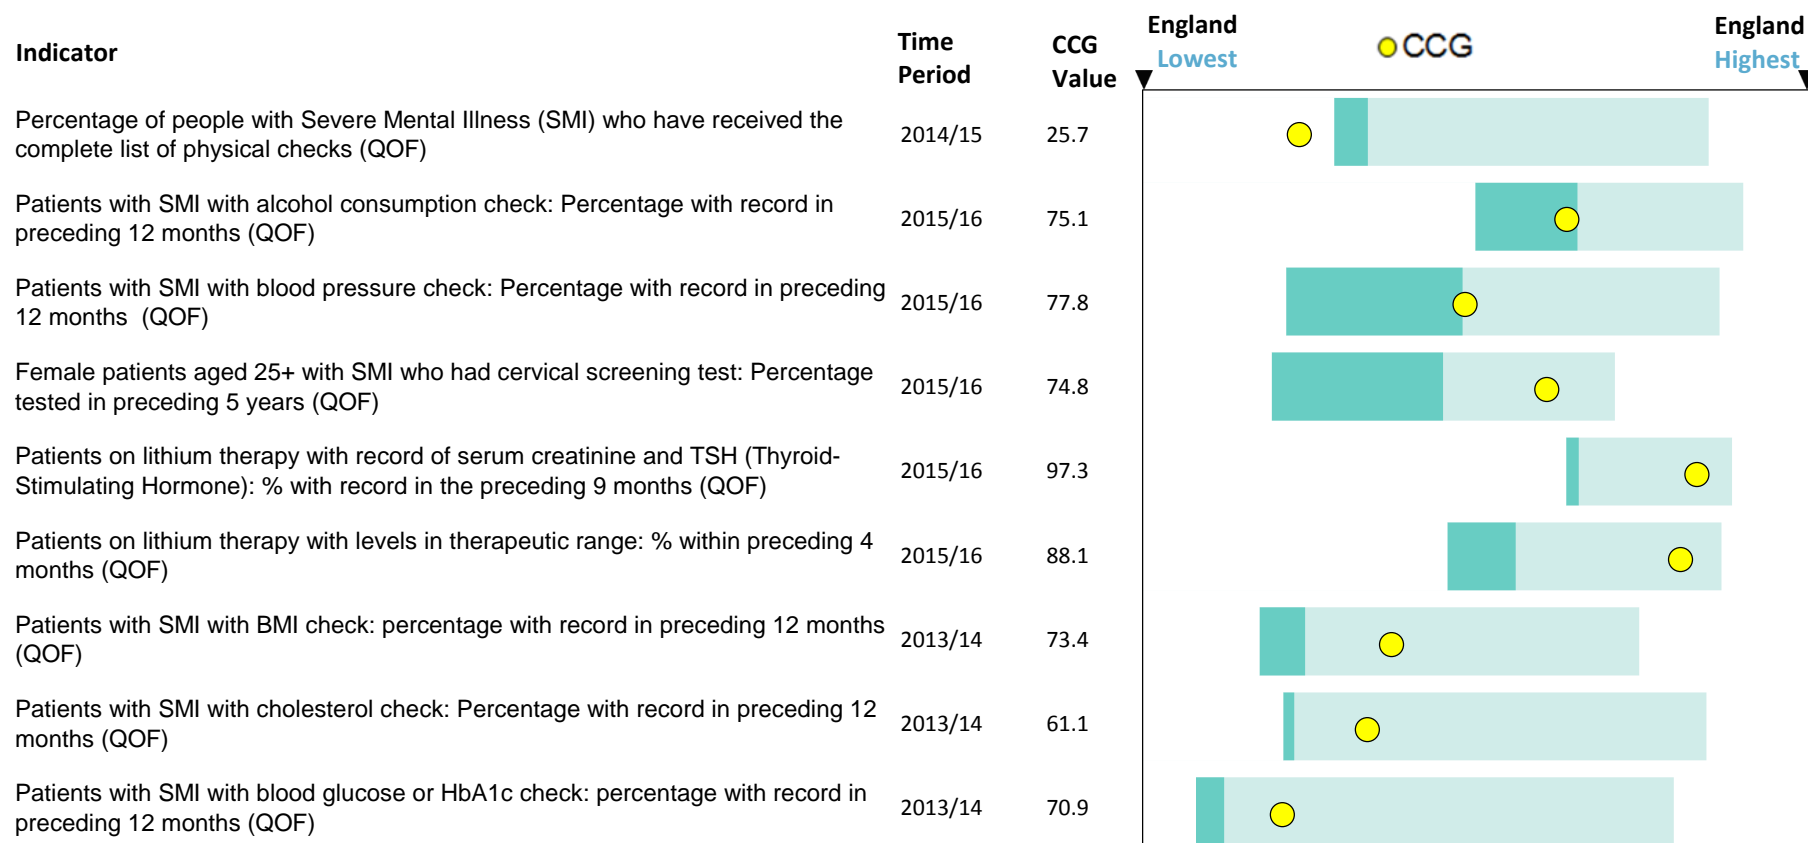 Indicator
Time
Period
CCG
Value
England
Lowest
CCG
England
Highest
Percentage of people with Severe Mental Illness (SMI) who have received the
complete list of physical checks (QOF)
2014/15
25.7
Patients with SMI with alcohol consumption check: Percentage with record in
preceding 12 months (QOF)
2015/16
75.1
Patients with SMI with blood pressure check: Percentage with record in preceding
12 months  (QOF)
2015/16
77.8
Female patients aged 25+ with SMI who had cervical screening test: Percentage
tested in preceding 5 years (QOF)
2015/16
74.8
Patients on lithium therapy with record of serum creatinine and TSH (Thyroid-
Stimulating Hormone): % with record in the preceding 9 months (QOF)
2015/16
97.3
Patients on lithium therapy with levels in therapeutic range: % within preceding 4
months (QOF)
2015/16
88.1
Patients with SMI with BMI check: percentage with record in preceding 12 months
(QOF)
2013/14
73.4
Patients with SMI with cholesterol check: Percentage with record in preceding 12
months (QOF)
2013/14
61.1
Patients with SMI with blood glucose or HbA1c check: percentage with record in
preceding 12 months (QOF)
2013/14
70.9